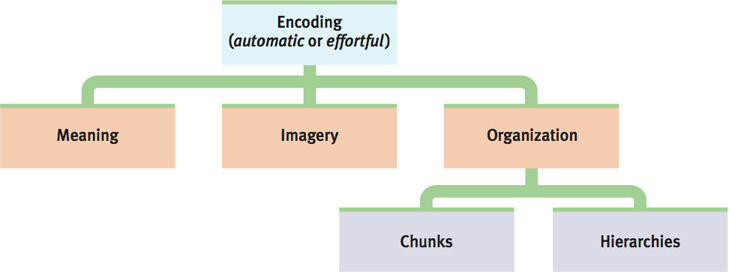 Encoding
(automatic or effortful)
Meaning
Imagery
Organization
Chunks
Hierarchies